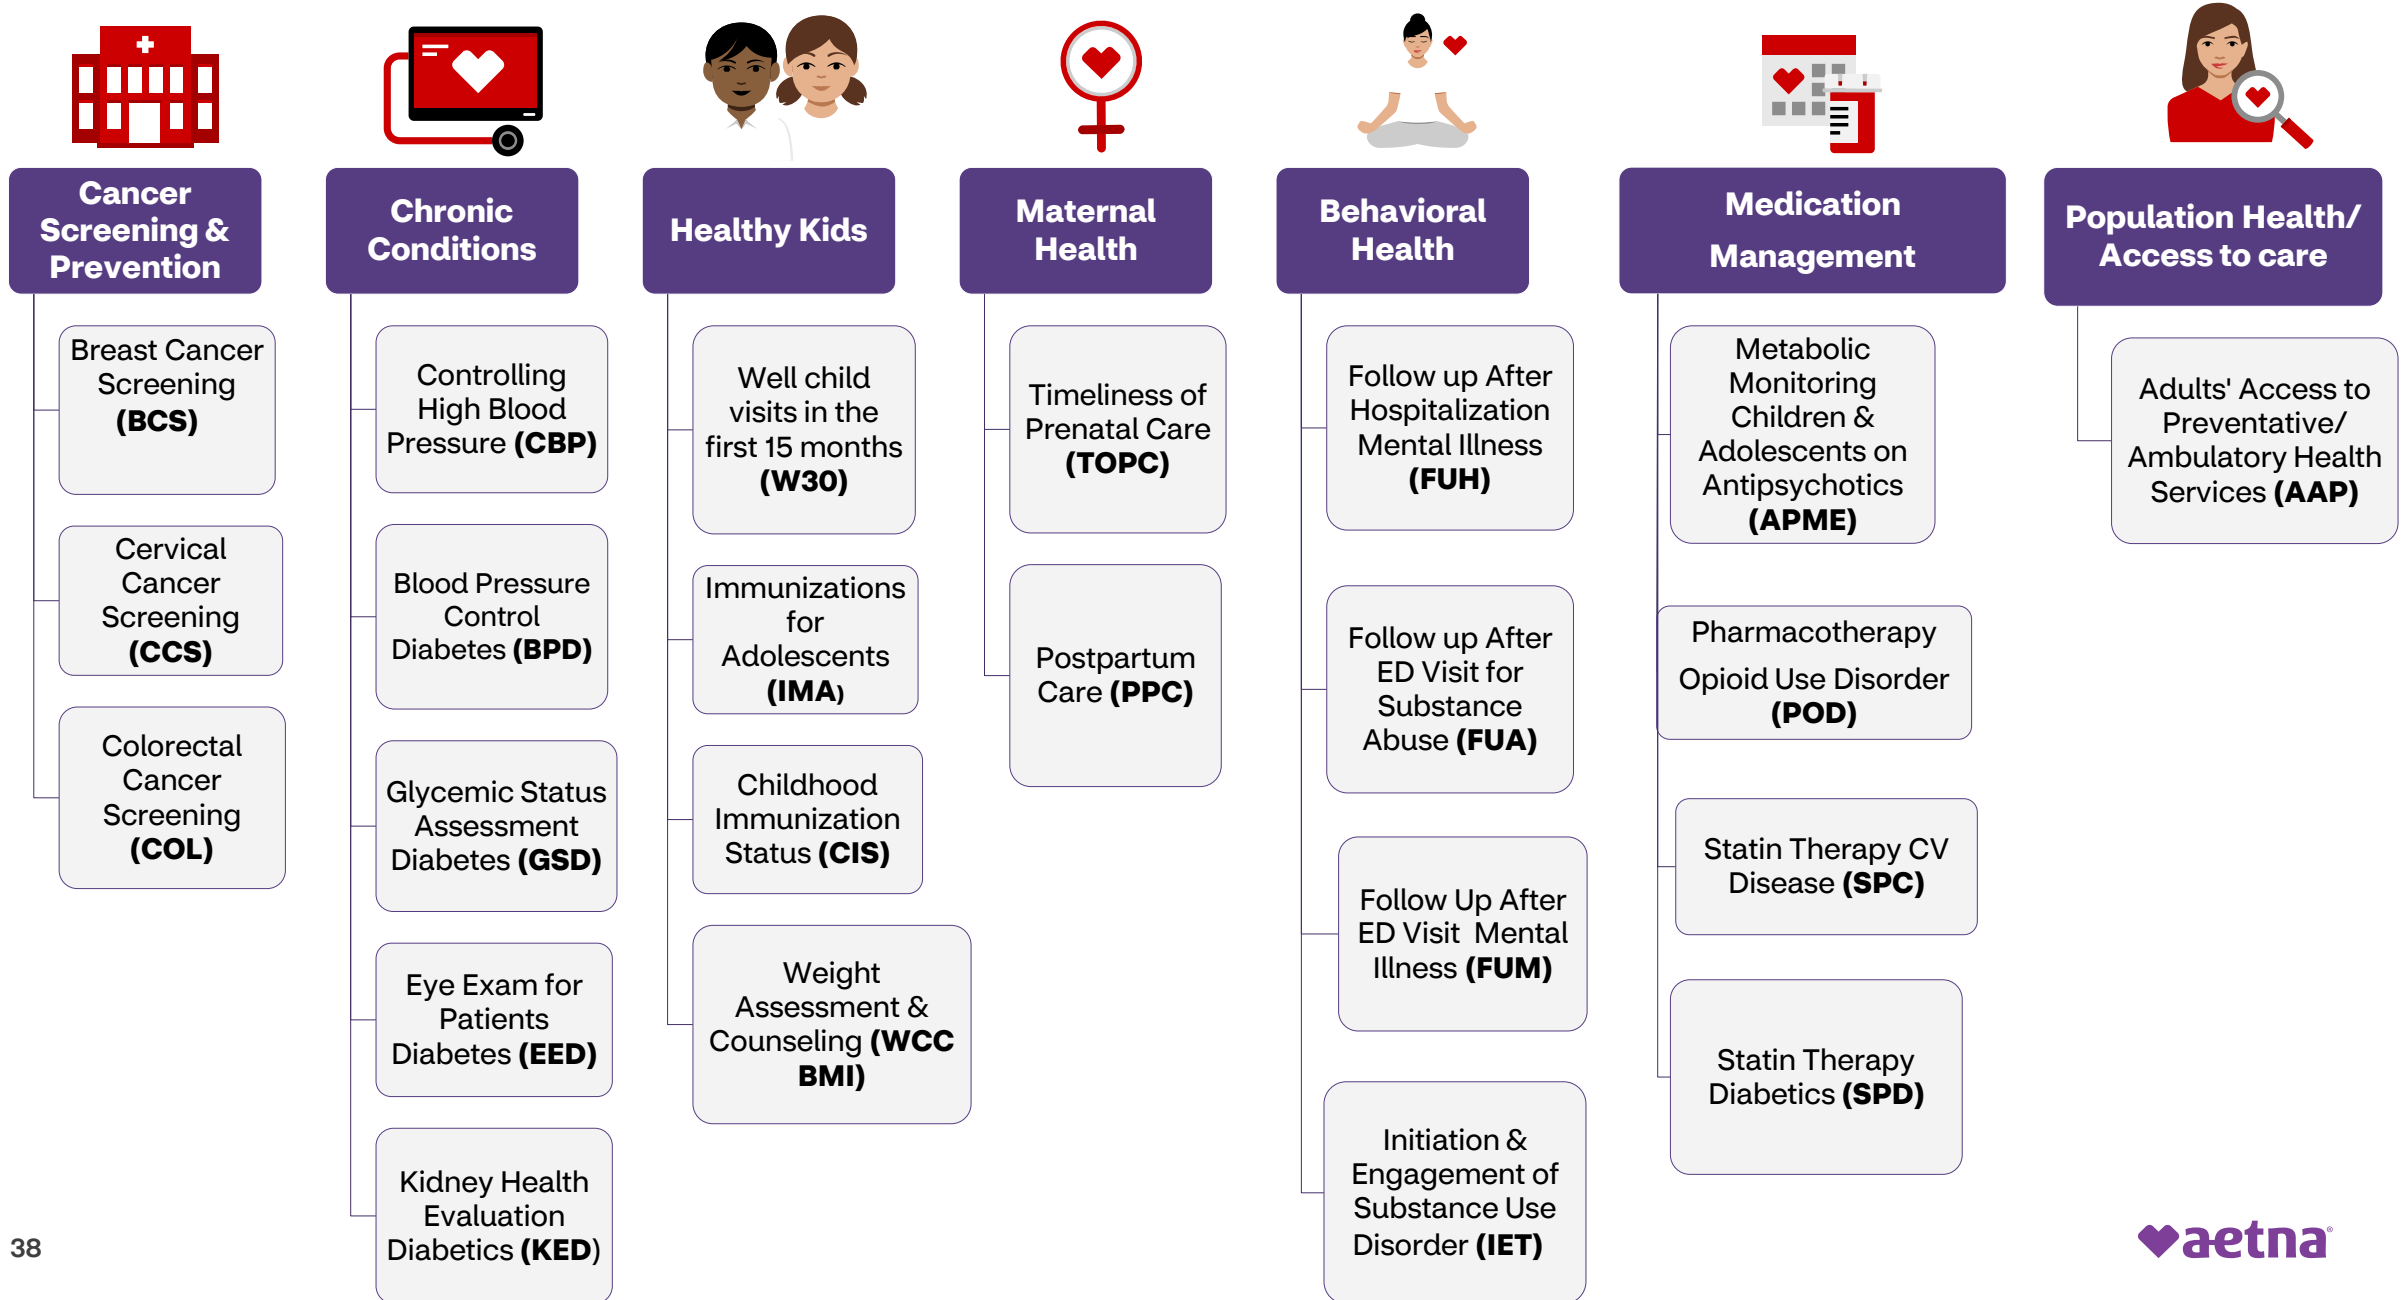 Cancer
Screening &
Prevention
Breast Cancer
Screening
(BCS)
Cervical
Cancer
Screening
(CCS)
Colorectal
Cancer
Screening
(COL)
Chronic
Conditions
Controlling
High Blood
Pressure (CBP)
Blood Pressure
Control
Diabetes (BPD)
Glycemic Status
Assessment
Diabetes (GSD)
Eye Exam for
Patients
Diabetes (EED)
Kidney Health
Evaluation
Diabetics (KED)
Healthy Kids
Well child
visits in the
first 15 months
(W30)
Immunizations
for
Adolescents
(IMA)
Childhood
Immunization
Status (CIS)
Weight
Assessment &
Counseling (WCC
BMI)
Maternal
Health
Timeliness of
Prenatal Care
(TOPC)
Postpartum
Care (PPC)
Behavioral
Health
Follow up After
Hospitalization
Mental Illness
(FUH)
Follow up After
ED Visit for
Substance
Abuse (FUA)
Follow Up After
ED Visit Mental
Illness (FUM)
Initiation &
Engagement of
Substance Use
Disorder (IET)
Medication
Management
Metabolic
Monitoring
Children &
Adolescents on
Antipsychotics
(APME)
Pharmacotherapy
Opioid Use Disorder
(POD)
Statin Therapy CV
Disease (SPC)
Statin Therapy
Diabetics (SPD)
Population Health/
Access to care
Adults' Access to
Preventative/
Ambulatory Health
Services (AAP)
38
aetna®